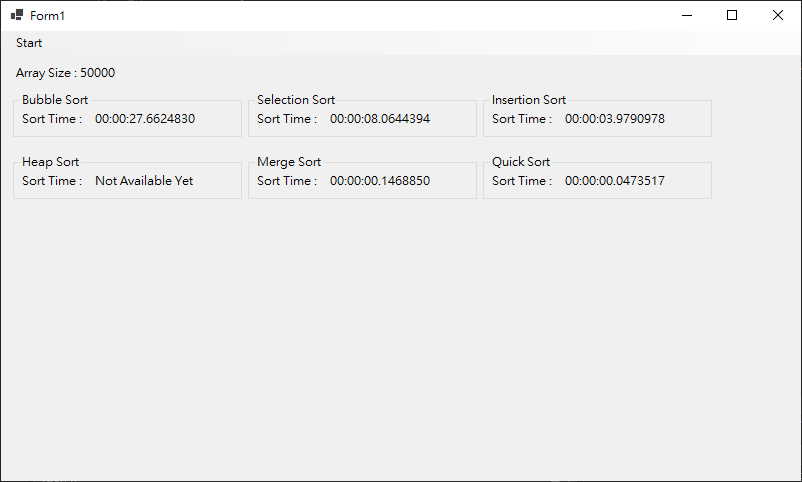 Form1
Start
Array Size : 50000
Bubble Sort
Sort Time : 00:00:27.6624830
Selection Sort
Sort Time : 00:00:08.0644394
Insertion Sort
Sort Time : 00:00:03.9790978
Heap Sort
Sort Time : Not Available Yet
Merge Sort
Sort Time : 00:00:00.1468850
Quick Sort
Sort Time : 00:00:00.0473517